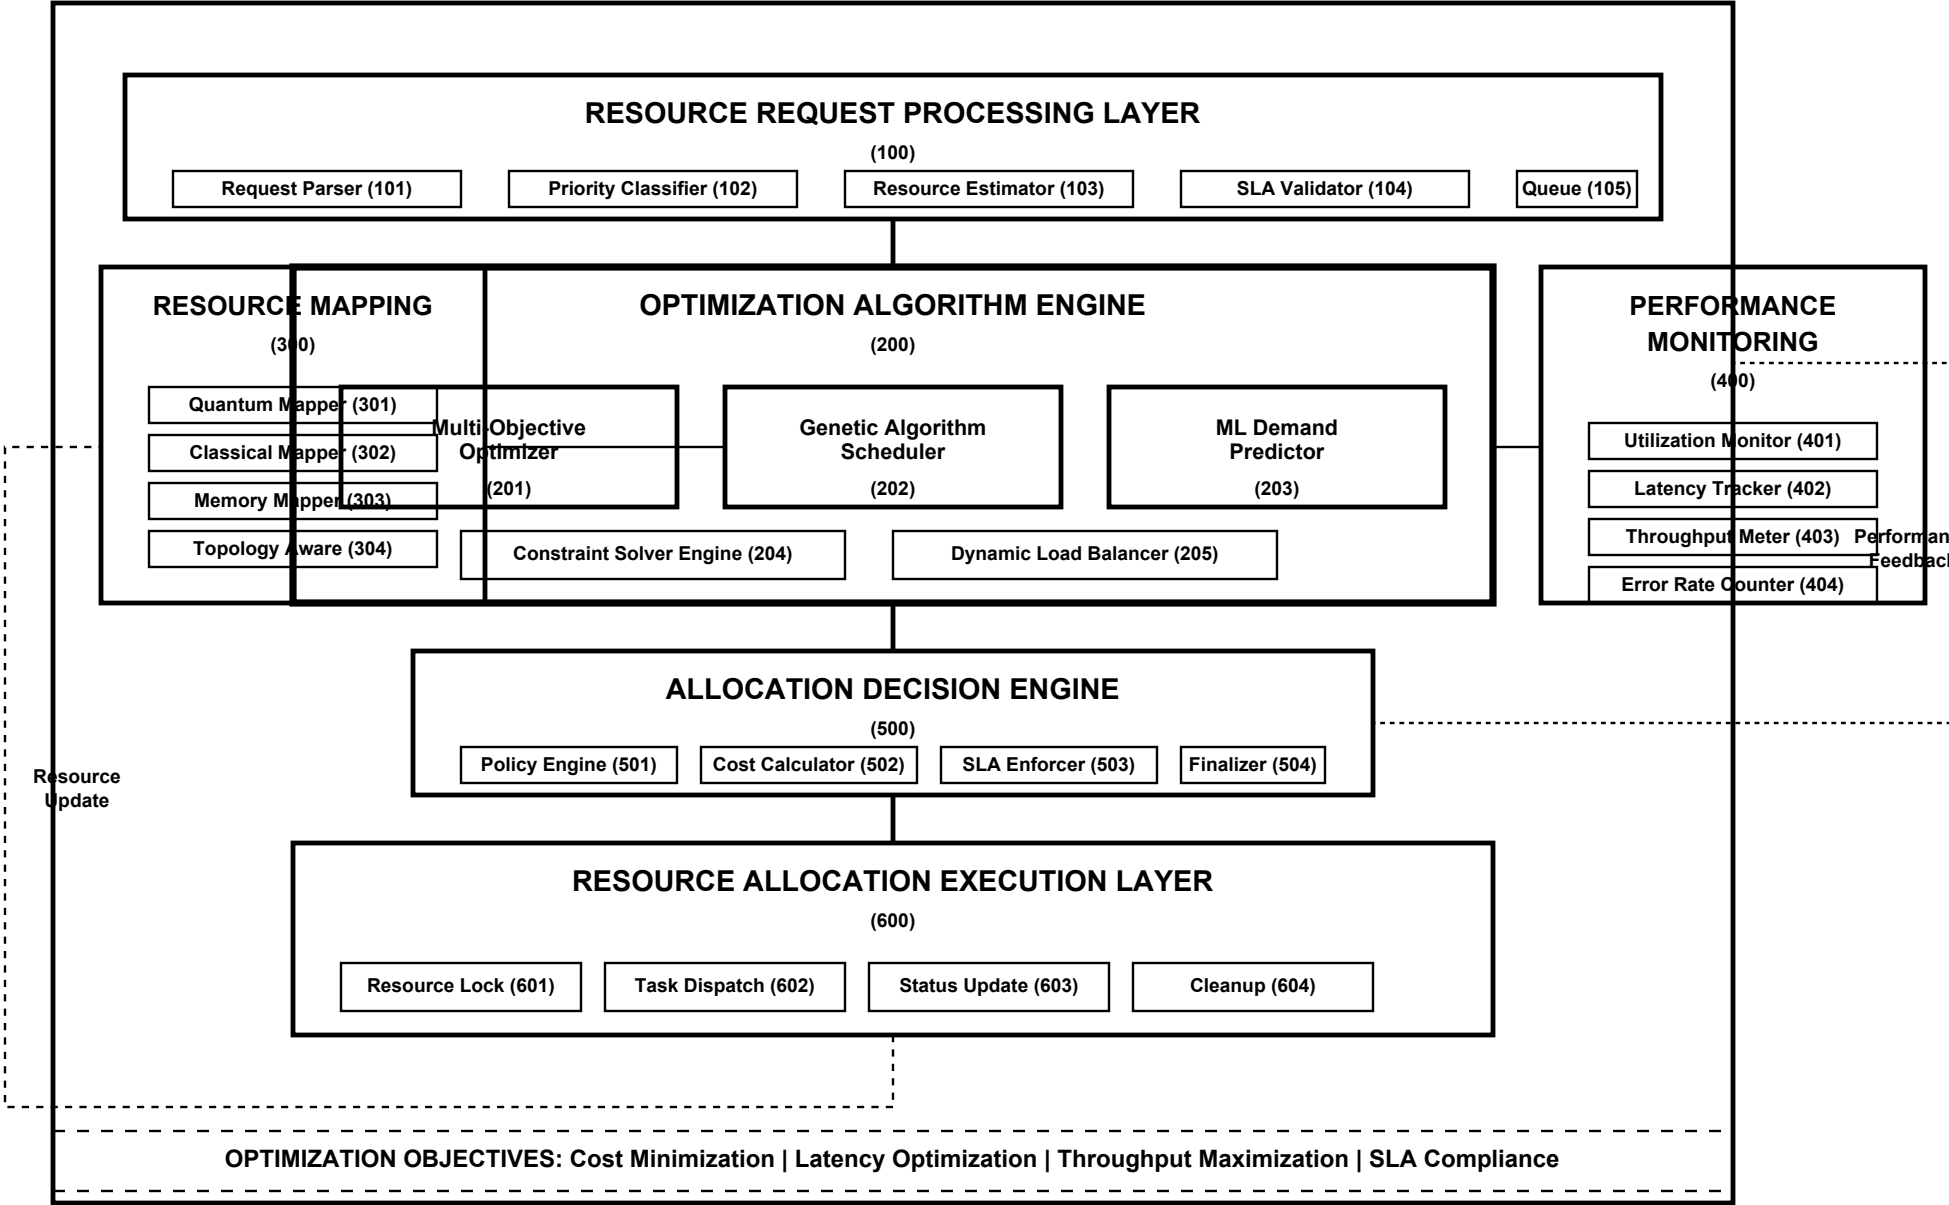 RESOURCE REQUEST PROCESSING LAYER
(100)
Request Parser (101)
Priority Classifier (102)
Resource Estimator (103)
SLA Validator (104)
Queue (105)
RESOURCE MAPPING
(300)
Quantum Mapper (301)
Classical Mapper (302)
Memory Mapper (303)
Topology Aware (304)
OPTIMIZATION ALGORITHM ENGINE
(200)
Multi-Objective
Optimizer
(201)
Genetic Algorithm
Scheduler
(202)
ML Demand
Predictor
(203)
Constraint Solver Engine (204)
Dynamic Load Balancer (205)
PERFORMANCE
MONITORING
(400)
Utilization Monitor (401)
Latency Tracker (402)
Throughput Meter (403)
Error Rate Counter (404)
Performan
Feedback
ALLOCATION DECISION ENGINE
(500)
Policy Engine (501)
Cost Calculator (502)
SLA Enforcer (503)
Finalizer (504)
Resource
Update
RESOURCE ALLOCATION EXECUTION LAYER
(600)
Resource Lock (601)
Task Dispatch (602)
Status Update (603)
Cleanup (604)
OPTIMIZATION OBJECTIVES: Cost Minimization | Latency Optimization | Throughput Maximization | SLA Compliance